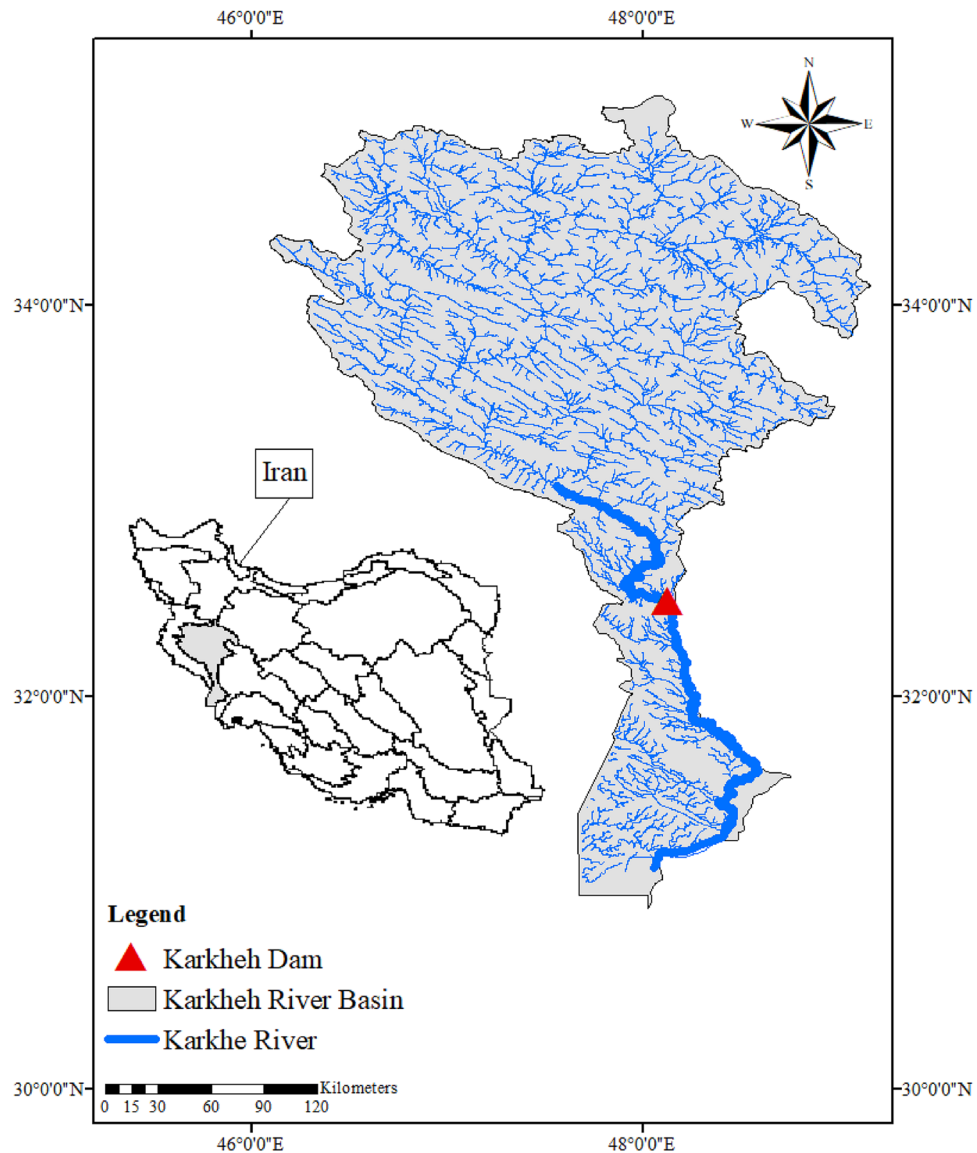 46°0'0"E 48°0'0"E
N
W E
S
34°0'0"N 34°0'0"N
Iran
32°0'0"N 32°0'0"N
Legend
Karkheh Dam
Karkheh River Basin
Karkhe River
Kilometers
0 15 30 60 90 120
30°0'0"N 30°0'0"N
46°0'0"E 48°0'0"E